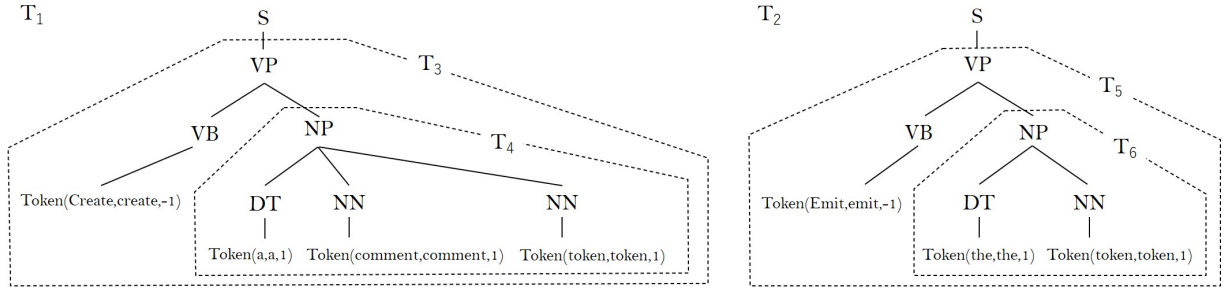 T1 S T2 S
VP T3 VP T5
VB NP T4 VB NP T6
DT NN NN DT NN
Token(Create,create,-1) Token(Emit,emit,-1)
Token(a,a,1) Token(comment,comment,1) Token(token,token,1) Token(the,the,1) Token(token,token,1)